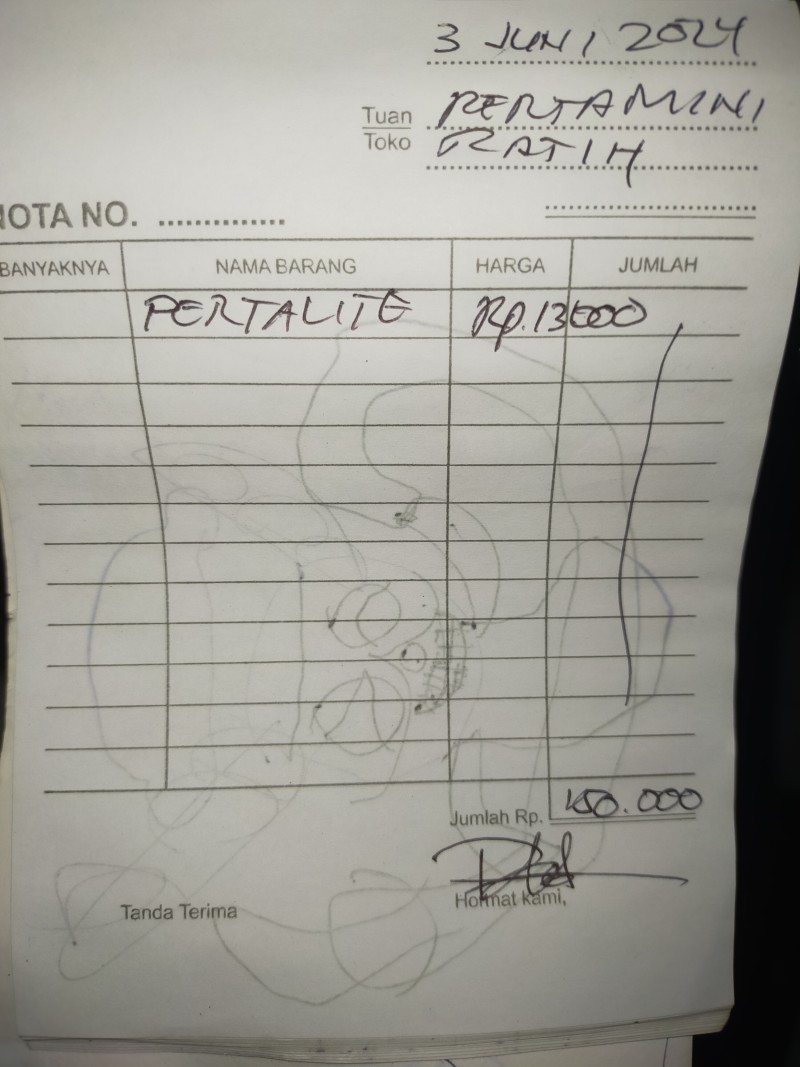 3 JUNI 2024
Tuan PERTAMINI
Toko RATIH
NOTA NO. ..............
BANYAKNYA NAMA BARANG HARGA JUMLAH
PERTALITE Rp. 13000
Jumlah Rp. 150.000
Tanda Terima Hormat kami,